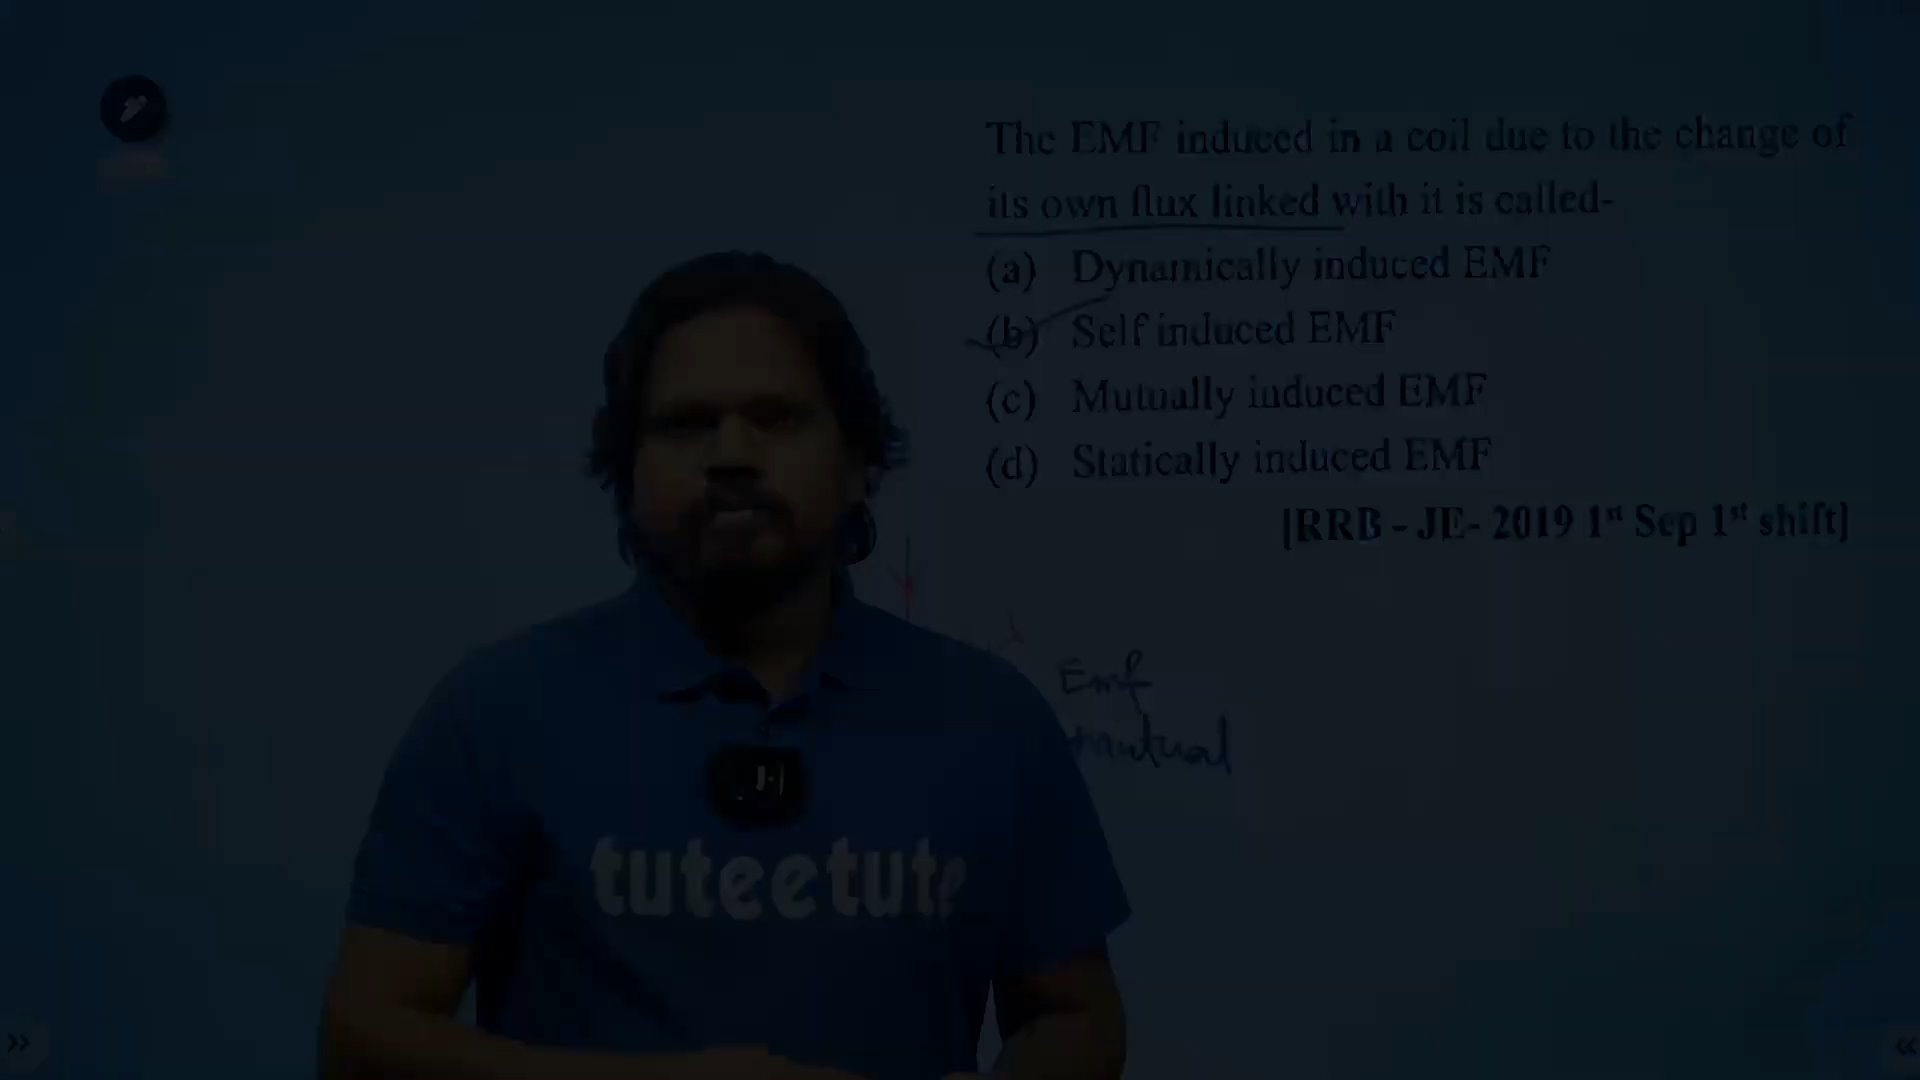 The EMF induced in a coil due to the change of
its own flux linked with it is called-
(a) Dynamically induced EMF
(b) Self induced EMF
(c) Mutually induced EMF
(d) Statically induced EMF
[RRB - JE- 2019 1st Sep 1st shift]
Emf
tuteetut